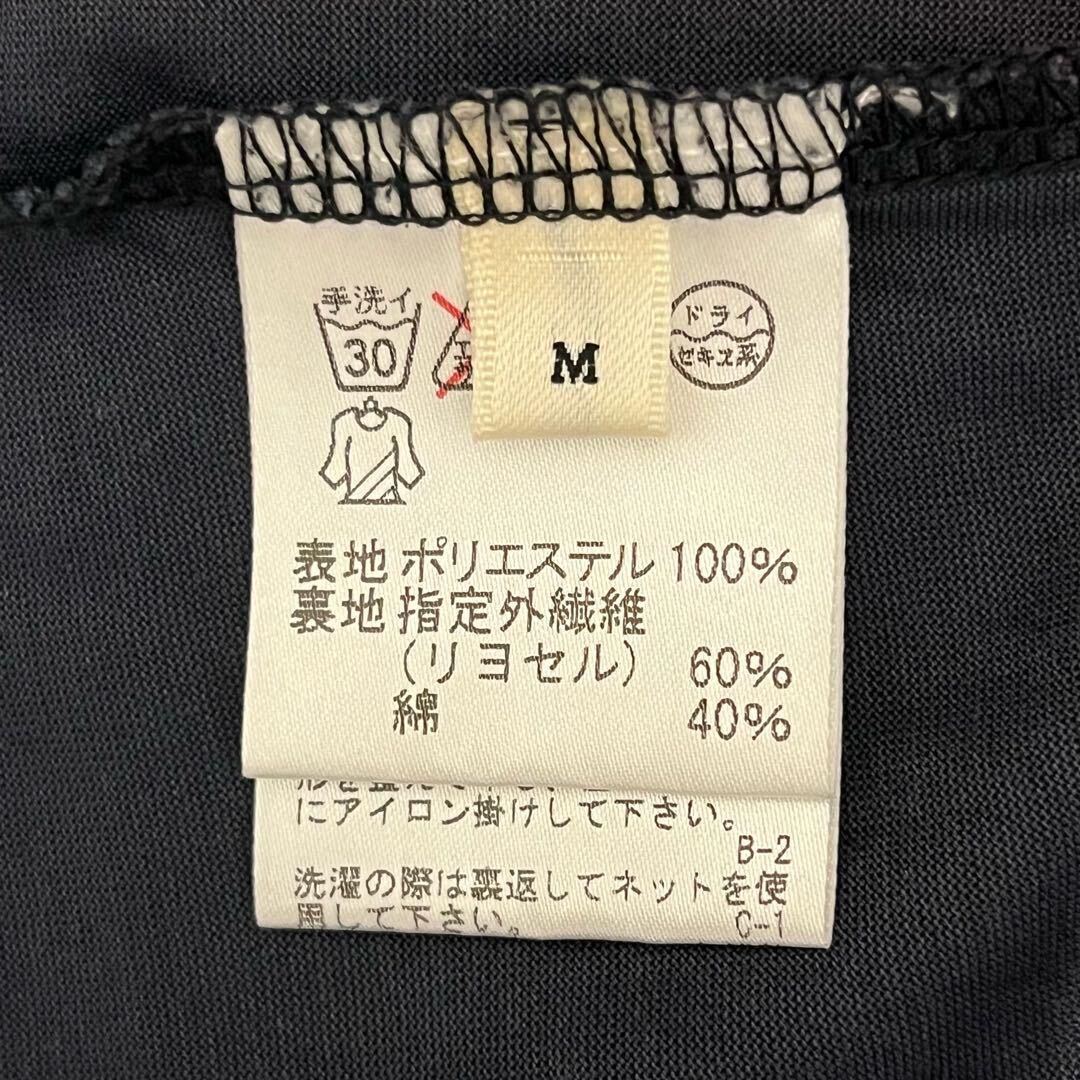 手洗イ
30
M
ドライ
セキユ系
表地 ポリエステル 100%
裏地 指定外繊維
(リヨセル) 60%
綿 40%
にアイロン掛けして下さい。
B-2
洗濯の際は裏返してネットを使
用して下さい。
C-1